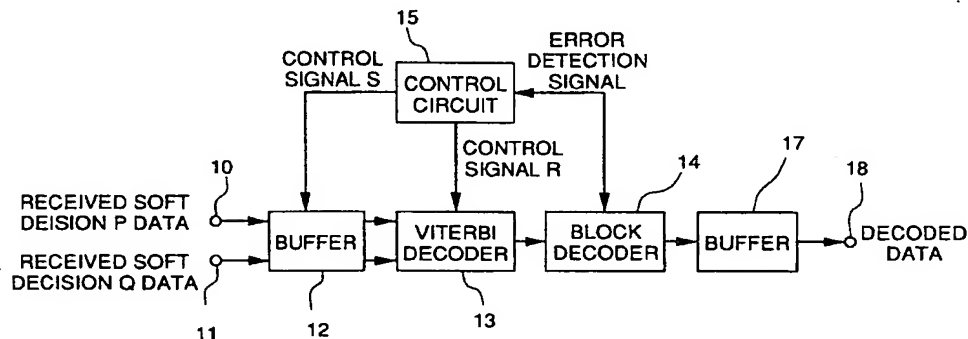 15
CONTROL
SIGNAL S
CONTROL
CIRCUIT
ERROR
DETECTION
SIGNAL
CONTROL
SIGNAL R
10
14
17
18
RECEIVED SOFT
DEISION P DATA
RECEIVED SOFT
DECISION Q DATA
BUFFER
VITERBI
DECODER
BLOCK
DECODER
BUFFER
DECODED
DATA
11
12
13